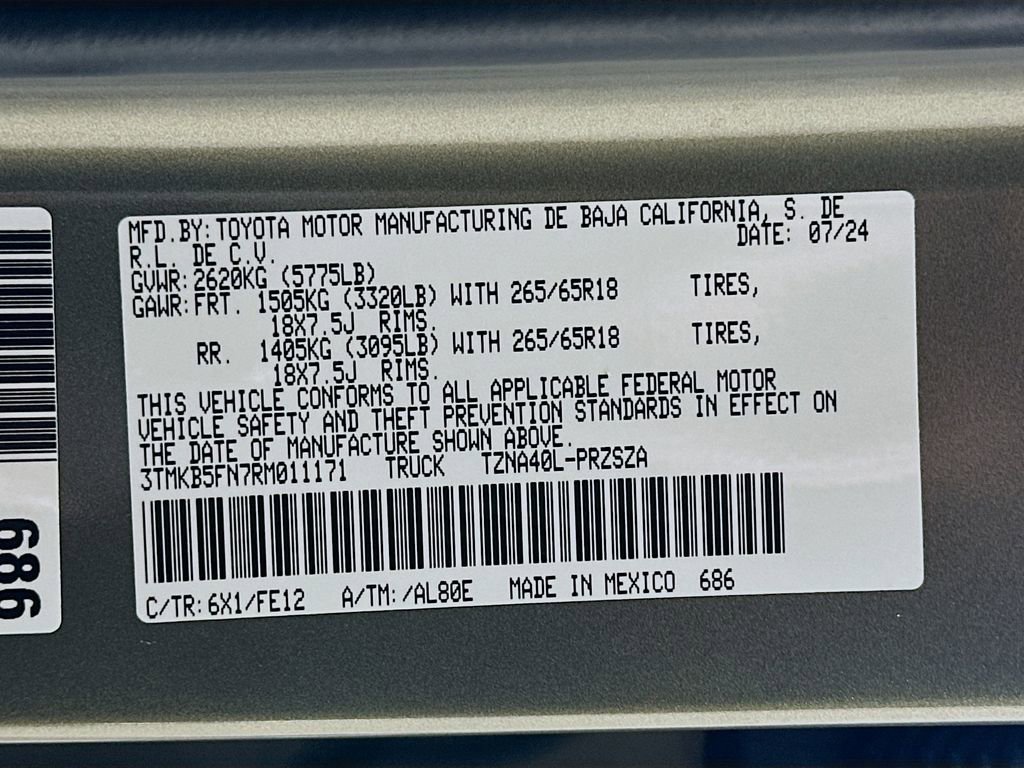 MFD.BY: TOYOTA MOTOR MANUFACTURING DE BAJA CALIFORNIA, S. DE
R.L. DE C.V. DATE: 07/24
GVWR: 2620KG (5775LB)
GAWR: FRT. 1505KG (3320LB) WITH 265/65R18 TIRES,
18X7.5J RIMS.
RR. 1405KG (3095LB) WITH 265/65R18 TIRES,
18X7.5J RIMS.
THIS VEHICLE CONFORMS TO ALL APPLICABLE FEDERAL MOTOR
VEHICLE SAFETY AND THEFT PREVENTION STANDARDS IN EFFECT ON
THE DATE OF MANUFACTURE SHOWN ABOVE.
3TMKB5FN7RM011171 TRUCK TZNA40L-PRZSZA
C/TR: 6X1/FE12 A/TM: /AL80E MADE IN MEXICO 686
989